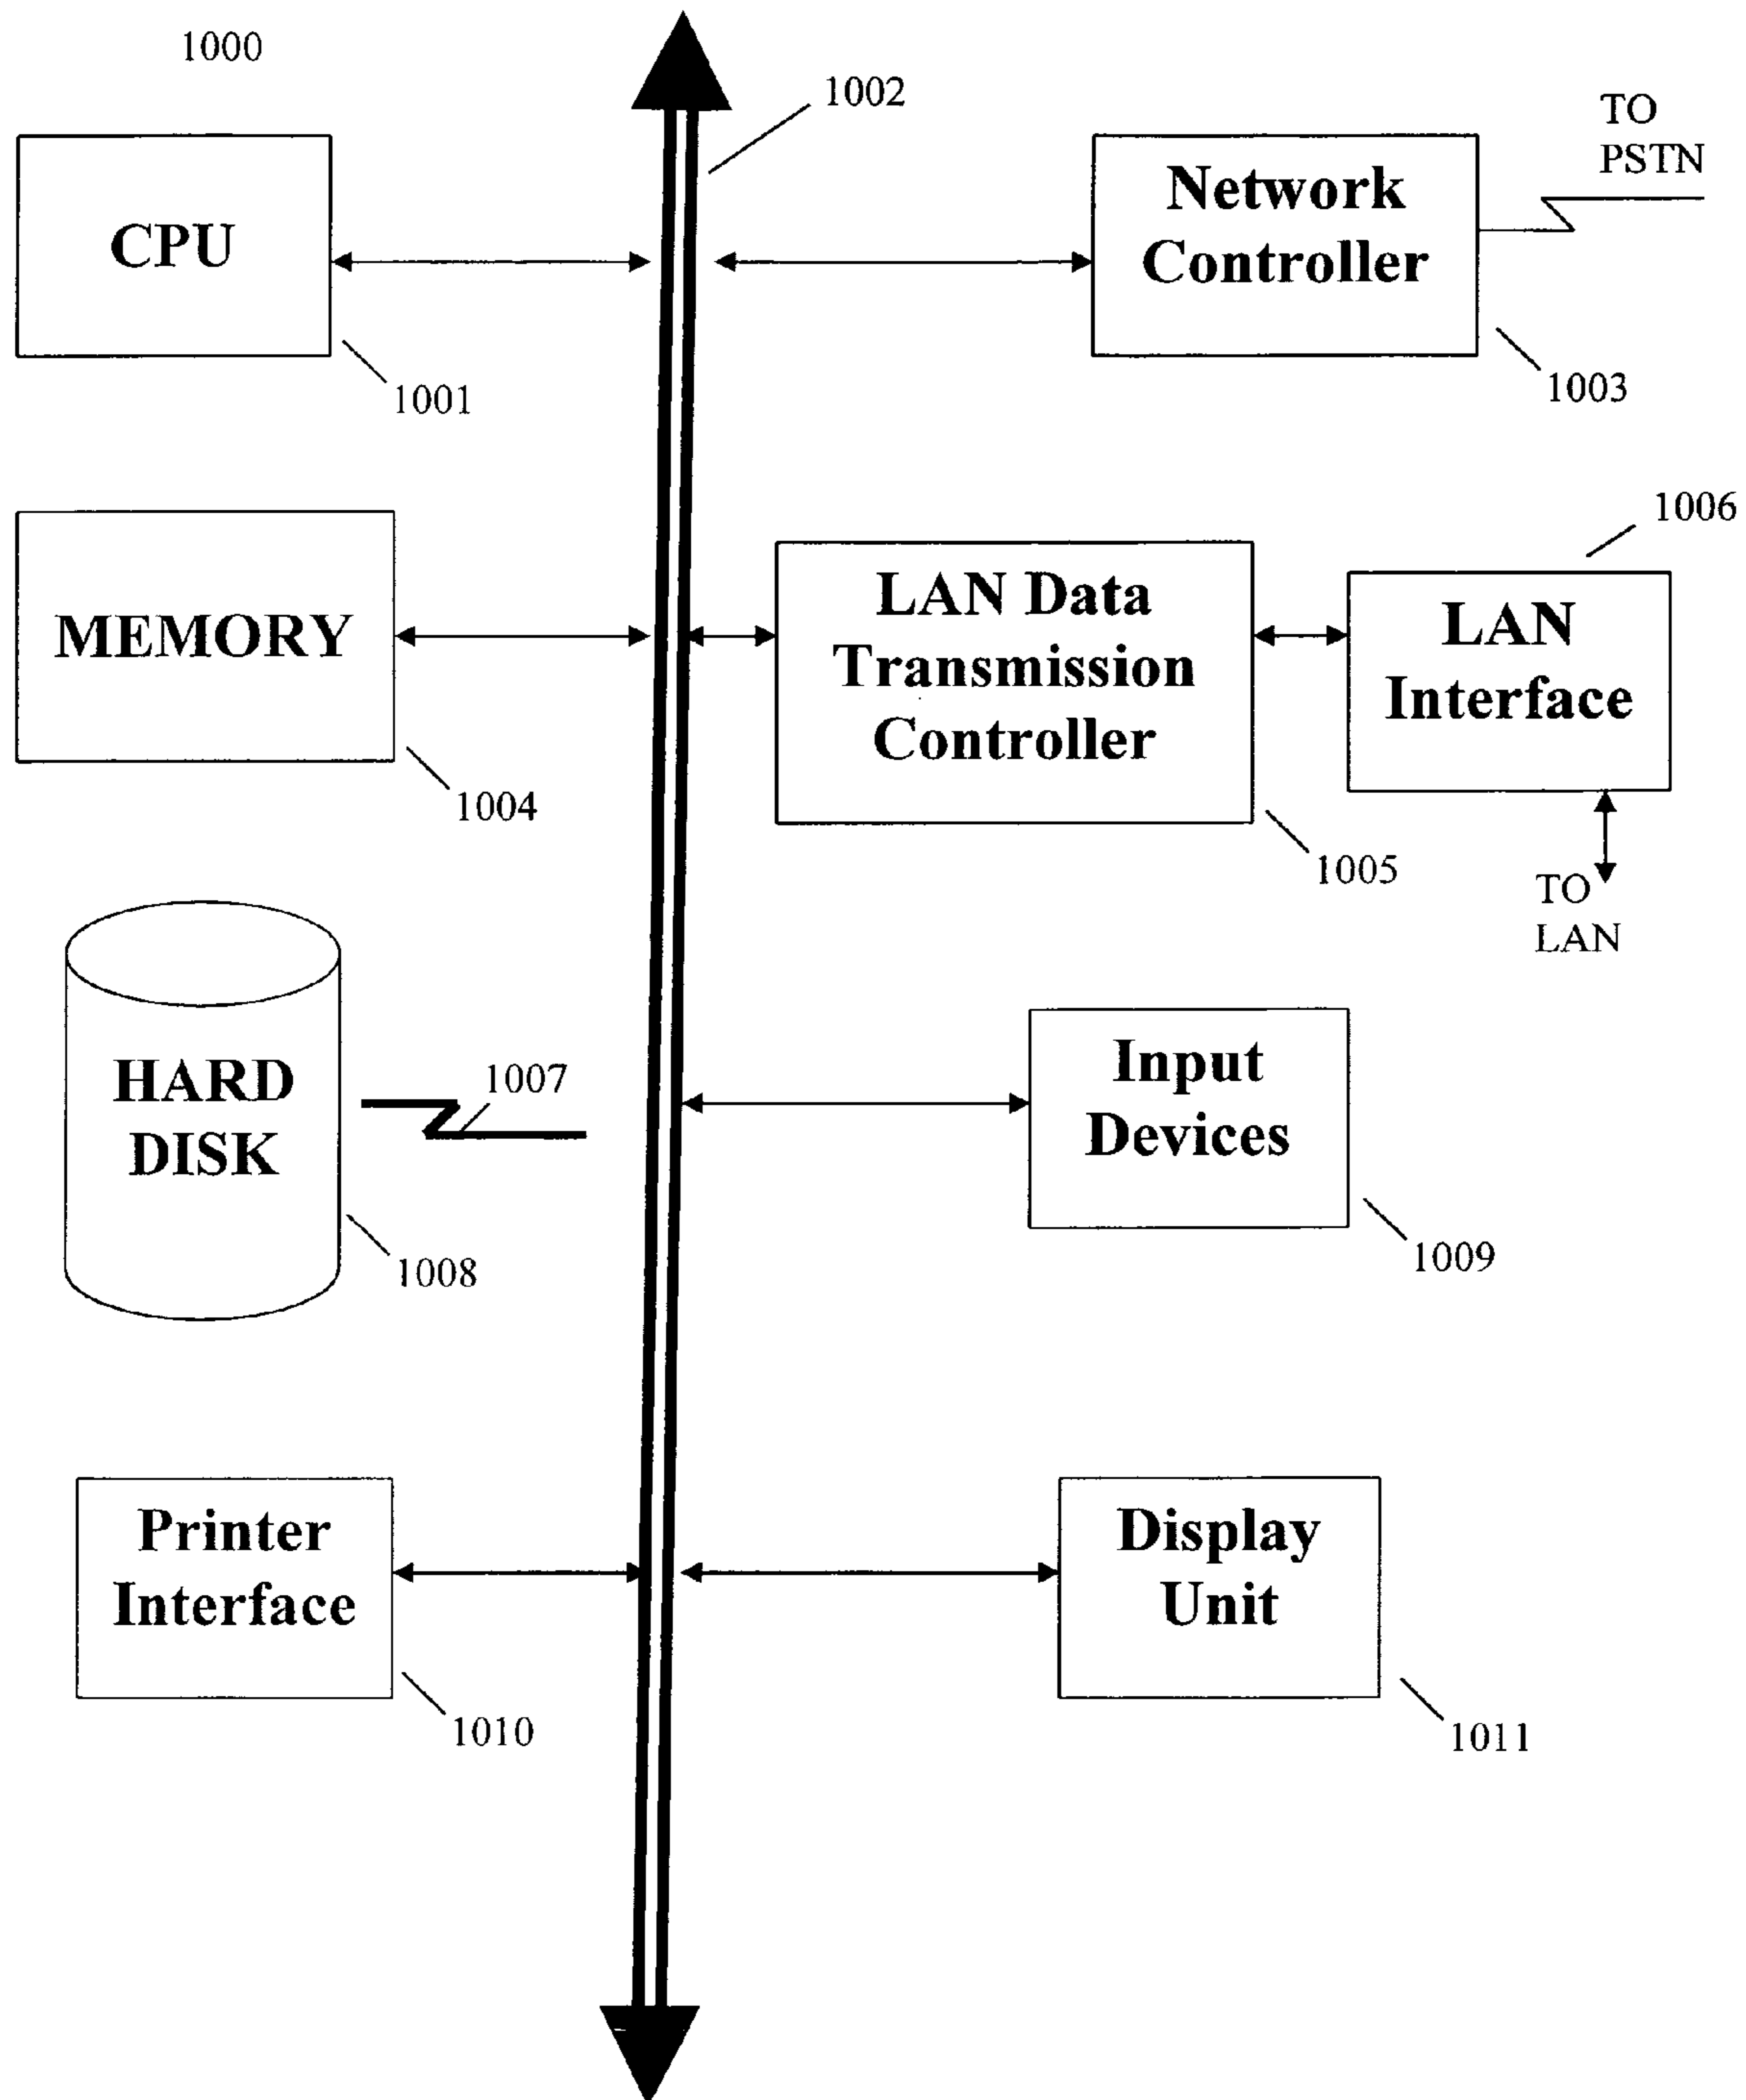 1000
1002
TO
PSTN
CPU
1001
Network
Controller
1003
MEMORY
1004
LAN Data
Transmission
Controller
1005
1006
LAN
Interface
TO
LAN
HARD
DISK
1007
1008
Input
Devices
1009
Printer
Interface
1010
Display
Unit
1011